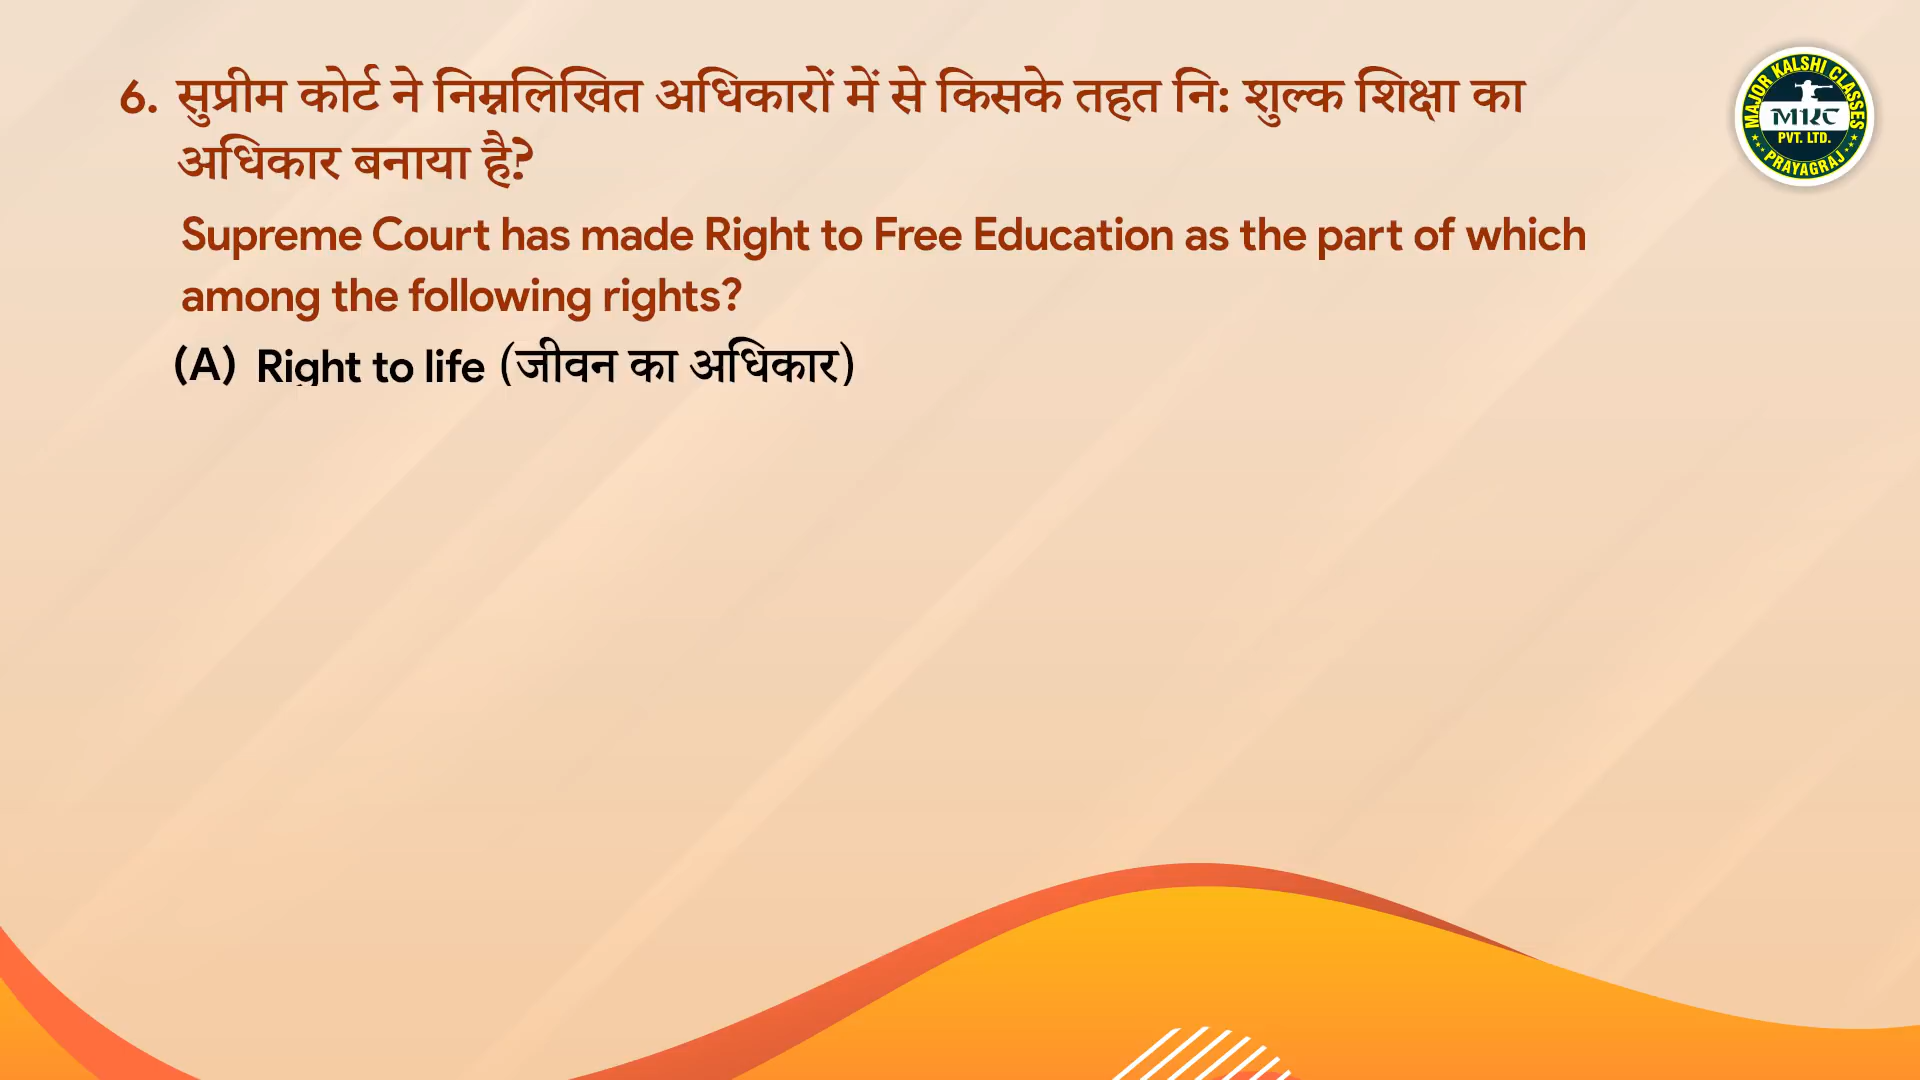 6. सुप्रीम कोर्ट ने निम्नलिखित अधिकारों में से किसके तहत नि: शुल्क शिक्षा का
अधिकार बनाया है?
Supreme Court has made Right to Free Education as the part of which
among the following rights?
(A) Right to life (जीवन का अधिकार)
MAJOR KALSHI CLASSES
MKC
PVT. LTD.
PRAYAGRAJ